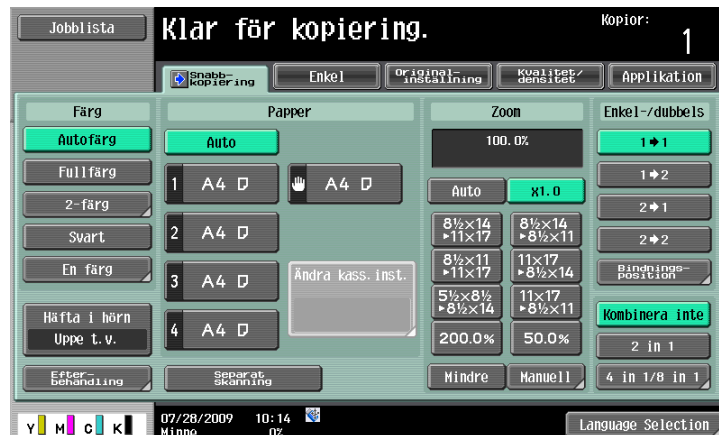 Jobblista
Klar för kopiering.
Kopior:
1
Snabb-
kopiering
Enkel
Original-
inställning
Kvalitet/
densitet
Applikation
Färg
Autofärg
Fullfärg
2-färg
Svart
En färg
Häfta i hörn
Uppe t.v.
Efter-
behandling
Papper
Auto
1 A4
A4
2 A4
3 A4
4 A4
Ändra kass.inst.
Separat
skanning
Zoom
100.0%
Auto
x1.0
8½×14
▸11×17
8½×14
▸8½×11
8½×11
▸11×17
11×17
▸8½×14
5½×8½
▸8½×14
11×17
▸8½×11
200.0%
50.0%
Mindre
Manuell
Enkel-/dubbels
1➔1
1➔2
2➔1
2➔2
Bindnings-
position
Kombinera inte
2 in 1
4 in 1/8 in 1
Y M C K
07/28/2009 10:14
Minne 0%
Language Selection